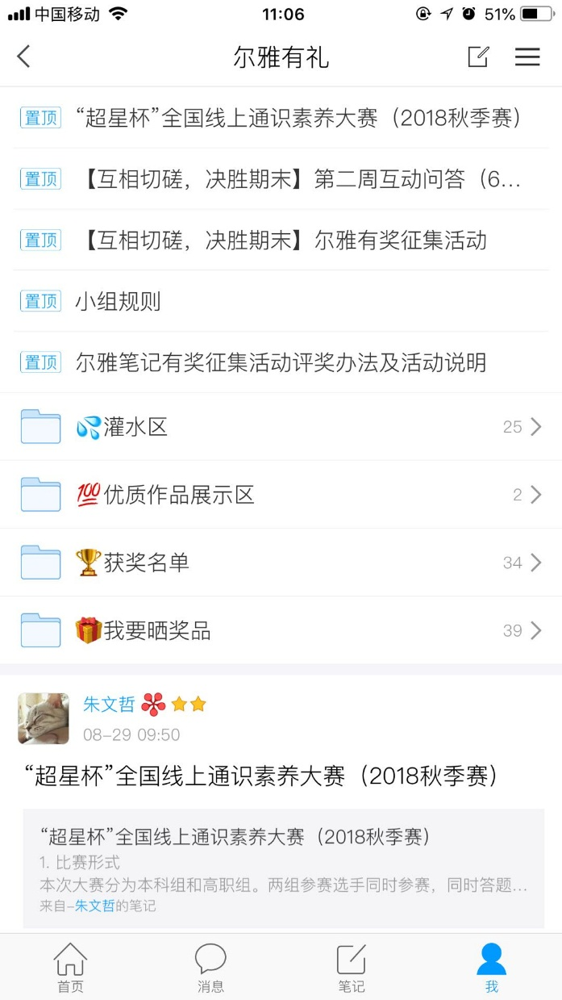 中国移动 11:06 51%
尔雅有礼
置顶 “超星杯”全国线上通识素养大赛（2018秋季赛）
置顶 【互相切磋，决胜期末】第二周互动问答（6...
置顶 【互相切磋，决胜期末】尔雅有奖征集活动
置顶 小组规则
置顶 尔雅笔记有奖征集活动评奖办法及活动说明
💦灌水区 25
💯优质作品展示区 2
🏆获奖名单 34
🎁我要晒奖品 39
朱文哲
08-29 09:50
“超星杯”全国线上通识素养大赛（2018秋季赛）
“超星杯”全国线上通识素养大赛（2018秋季赛）
1. 比赛形式
本次大赛分为本科组和高职组。两组参赛选手同时参赛，同时答题...
来自-朱文哲的笔记
首页 消息 笔记 我